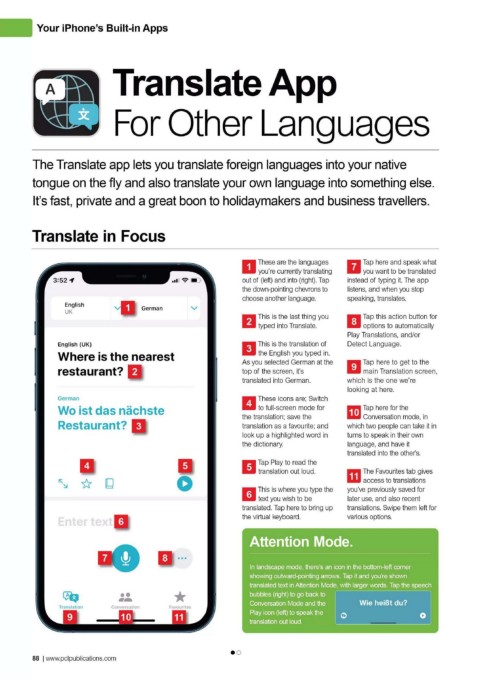 Your iPhone's Built-in Apps
A
文
Translate App
For Other Languages
The Translate app lets you translate foreign languages into your native
tongue on the fly and also translate your own language into something else.
It's fast, private and a great boon to holidaymakers and business travellers.
Translate in Focus
3:52
English
UK
1
German
English (UK)
Where is the nearest
restaurant? 2
German
Wo ist das nächste
Restaurant? 3
4
5
Enter text 6
7
8
Translation
Conversation
Favourites
9
10
11
1 These are the languages
you're currently translating
out of (left) and into (right). Tap
the down-pointing chevrons to
choose another language.
2 This is the last thing you
typed into Translate.
3 This is the translation of
the English you typed in.
As you selected German at the
top of the screen, it's
translated into German.
4 These icons are; Switch
to full-screen mode for
the translation; save the
translation as a favourite; and
look up a highlighted word in
the dictionary.
5 Tap Play to read the
translation out loud.
6 This is where you type the
text you wish to be
translated. Tap here to bring up
the virtual keyboard.
7 Tap here and speak what
you want to be translated
instead of typing it. The app
listens, and when you stop
speaking, translates.
8 Tap this action button for
options to automatically
Play Translations, and/or
Detect Language.
9 Tap here to get to the
main Translation screen,
which is the one we're
looking at here.
10 Tap here for the
Conversation mode, in
which two people can take it in
turns to speak in their own
language, and have it
translated into the other's.
11 The Favourites tab gives
access to translations
you've previously saved for
later use, and also recent
translations. Swipe them left for
various options.
Attention Mode.
In landscape mode, there's an icon in the bottom-left corner
showing outward-pointing arrows. Tap it and you're shown
translated text in Attention Mode, with larger words. Tap the speech
bubbles (right) to go back to
Conversation Mode and the
Play icon (left) to speak the
translation out loud
Wie heißt du?
88 | www.pclpublications.com